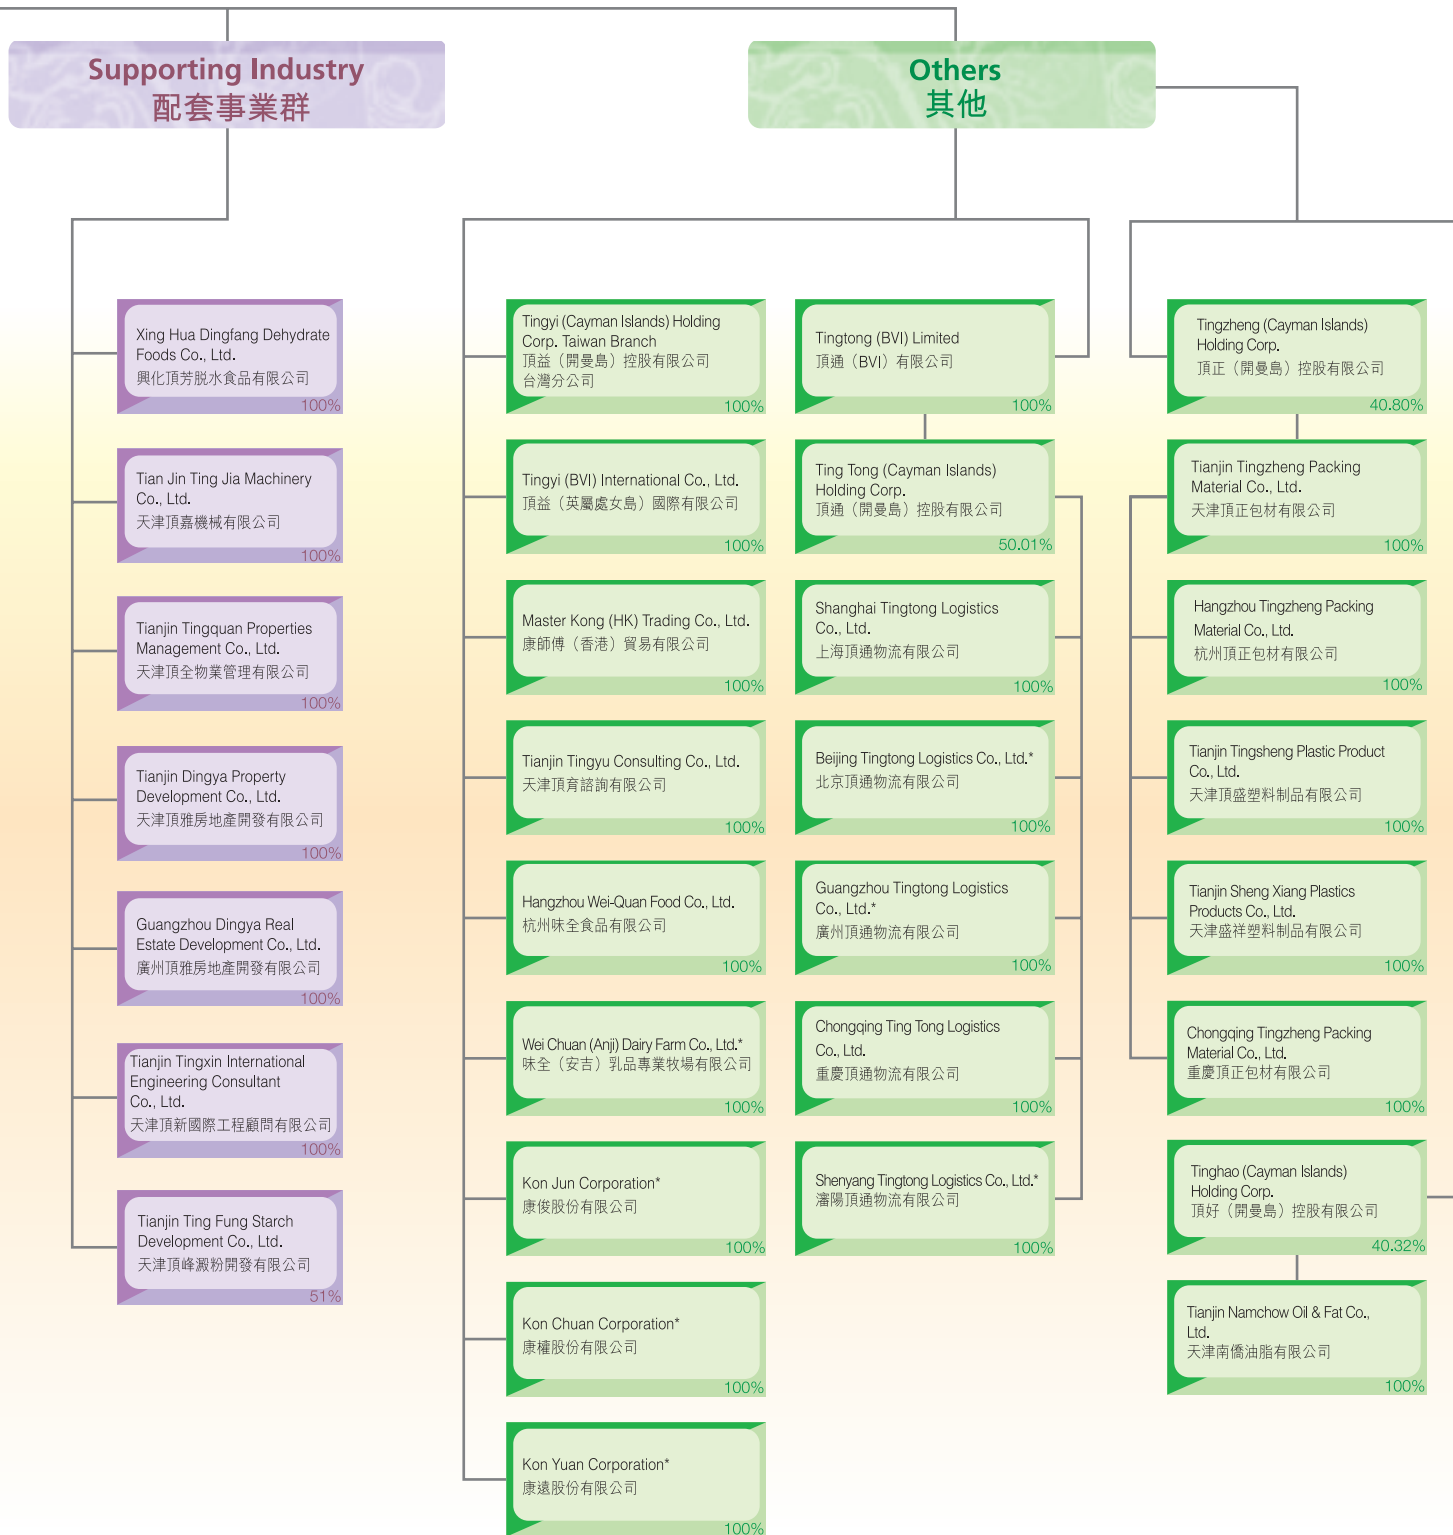 Supporting Industry
配套事業群
Others
其他
Xing Hua Dingfang Dehydrate
Foods Co., Ltd.
興化頂芳脱水食品有限公司
100%
Tian Jin Ting Jia Machinery
Co., Ltd.
天津頂嘉機械有限公司
100%
Tianjin Tingquan Properties
Management Co., Ltd.
天津頂全物業管理有限公司
100%
Tianjin Dingya Property
Development Co., Ltd.
天津頂雅房地產開發有限公司
100%
Guangzhou Dingya Real
Estate Development Co., Ltd.
廣州頂雅房地產開發有限公司
100%
Tianjin Tingxin International
Engineering Consultant
Co., Ltd.
天津頂新國際工程顧問有限公司
100%
Tianjin Ting Fung Starch
Development Co., Ltd.
天津頂峰澱粉開發有限公司
51%
Tingyi (Cayman Islands) Holding
Corp. Taiwan Branch
頂益（開曼島）控股有限公司
台灣分公司
100%
Tingyi (BVI) International Co., Ltd.
頂益（英屬處女島）國際有限公司
100%
Master Kong (HK) Trading Co., Ltd.
康師傅（香港）貿易有限公司
100%
Tianjin Tingyu Consulting Co., Ltd.
天津頂育諮詢有限公司
100%
Hangzhou Wei-Quan Food Co., Ltd.
杭州味全食品有限公司
100%
Wei Chuan (Anji) Dairy Farm Co., Ltd.*
味全（安吉）乳品專業牧場有限公司
100%
Kon Jun Corporation*
康俊股份有限公司
100%
Kon Chuan Corporation*
康權股份有限公司
100%
Kon Yuan Corporation*
康遠股份有限公司
100%
Tingtong (BVI) Limited
頂通（BVI）有限公司
100%
Ting Tong (Cayman Islands)
Holding Corp.
頂通（開曼島）控股有限公司
50.01%
Shanghai Tingtong Logistics
Co., Ltd.
上海頂通物流有限公司
100%
Beijing Tingtong Logistics Co., Ltd.*
北京頂通物流有限公司
100%
Guangzhou Tingtong Logistics
Co., Ltd.*
廣州頂通物流有限公司
100%
Chongqing Ting Tong Logistics
Co., Ltd.
重慶頂通物流有限公司
100%
Shenyang Tingtong Logistics Co., Ltd.*
瀋陽頂通物流有限公司
100%
Tingzheng (Cayman Islands)
Holding Corp.
頂正（開曼島）控股有限公司
40.80%
Tianjin Tingzheng Packing
Material Co., Ltd.
天津頂正包材有限公司
100%
Hangzhou Tingzheng Packing
Material Co., Ltd.
杭州頂正包材有限公司
100%
Tianjin Tingsheng Plastic Product
Co., Ltd.
天津頂盛塑料制品有限公司
100%
Tianjin Sheng Xiang Plastics
Products Co., Ltd.
天津盛祥塑料制品有限公司
100%
Chongqing Tingzheng Packing
Material Co., Ltd.
重慶頂正包材有限公司
100%
Tinghao (Cayman Islands)
Holding Corp.
頂好（開曼島）控股有限公司
40.32%
Tianjin Namchow Oil & Fat Co.,
Ltd.
天津南僑油脂有限公司
100%